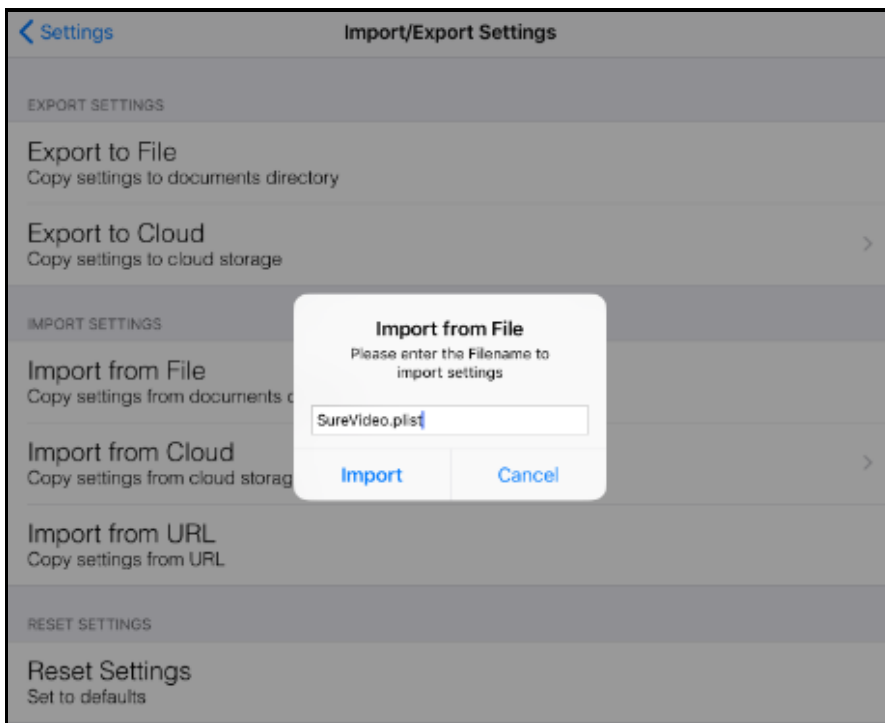 Settings
Import/Export Settings
EXPORT SETTINGS
Export to File
Copy settings to documents directory
Export to Cloud
Copy settings to cloud storage
IMPORT SETTINGS
Import from File
Copy settings from documents
Import from Cloud
Copy settings from cloud storag
Import from URL
Copy settings from URL
RESET SETTINGS
Reset Settings
Set to defaults
Import from File
Please enter the Filename to
import settings
SureVideo.plist
Import
Cancel